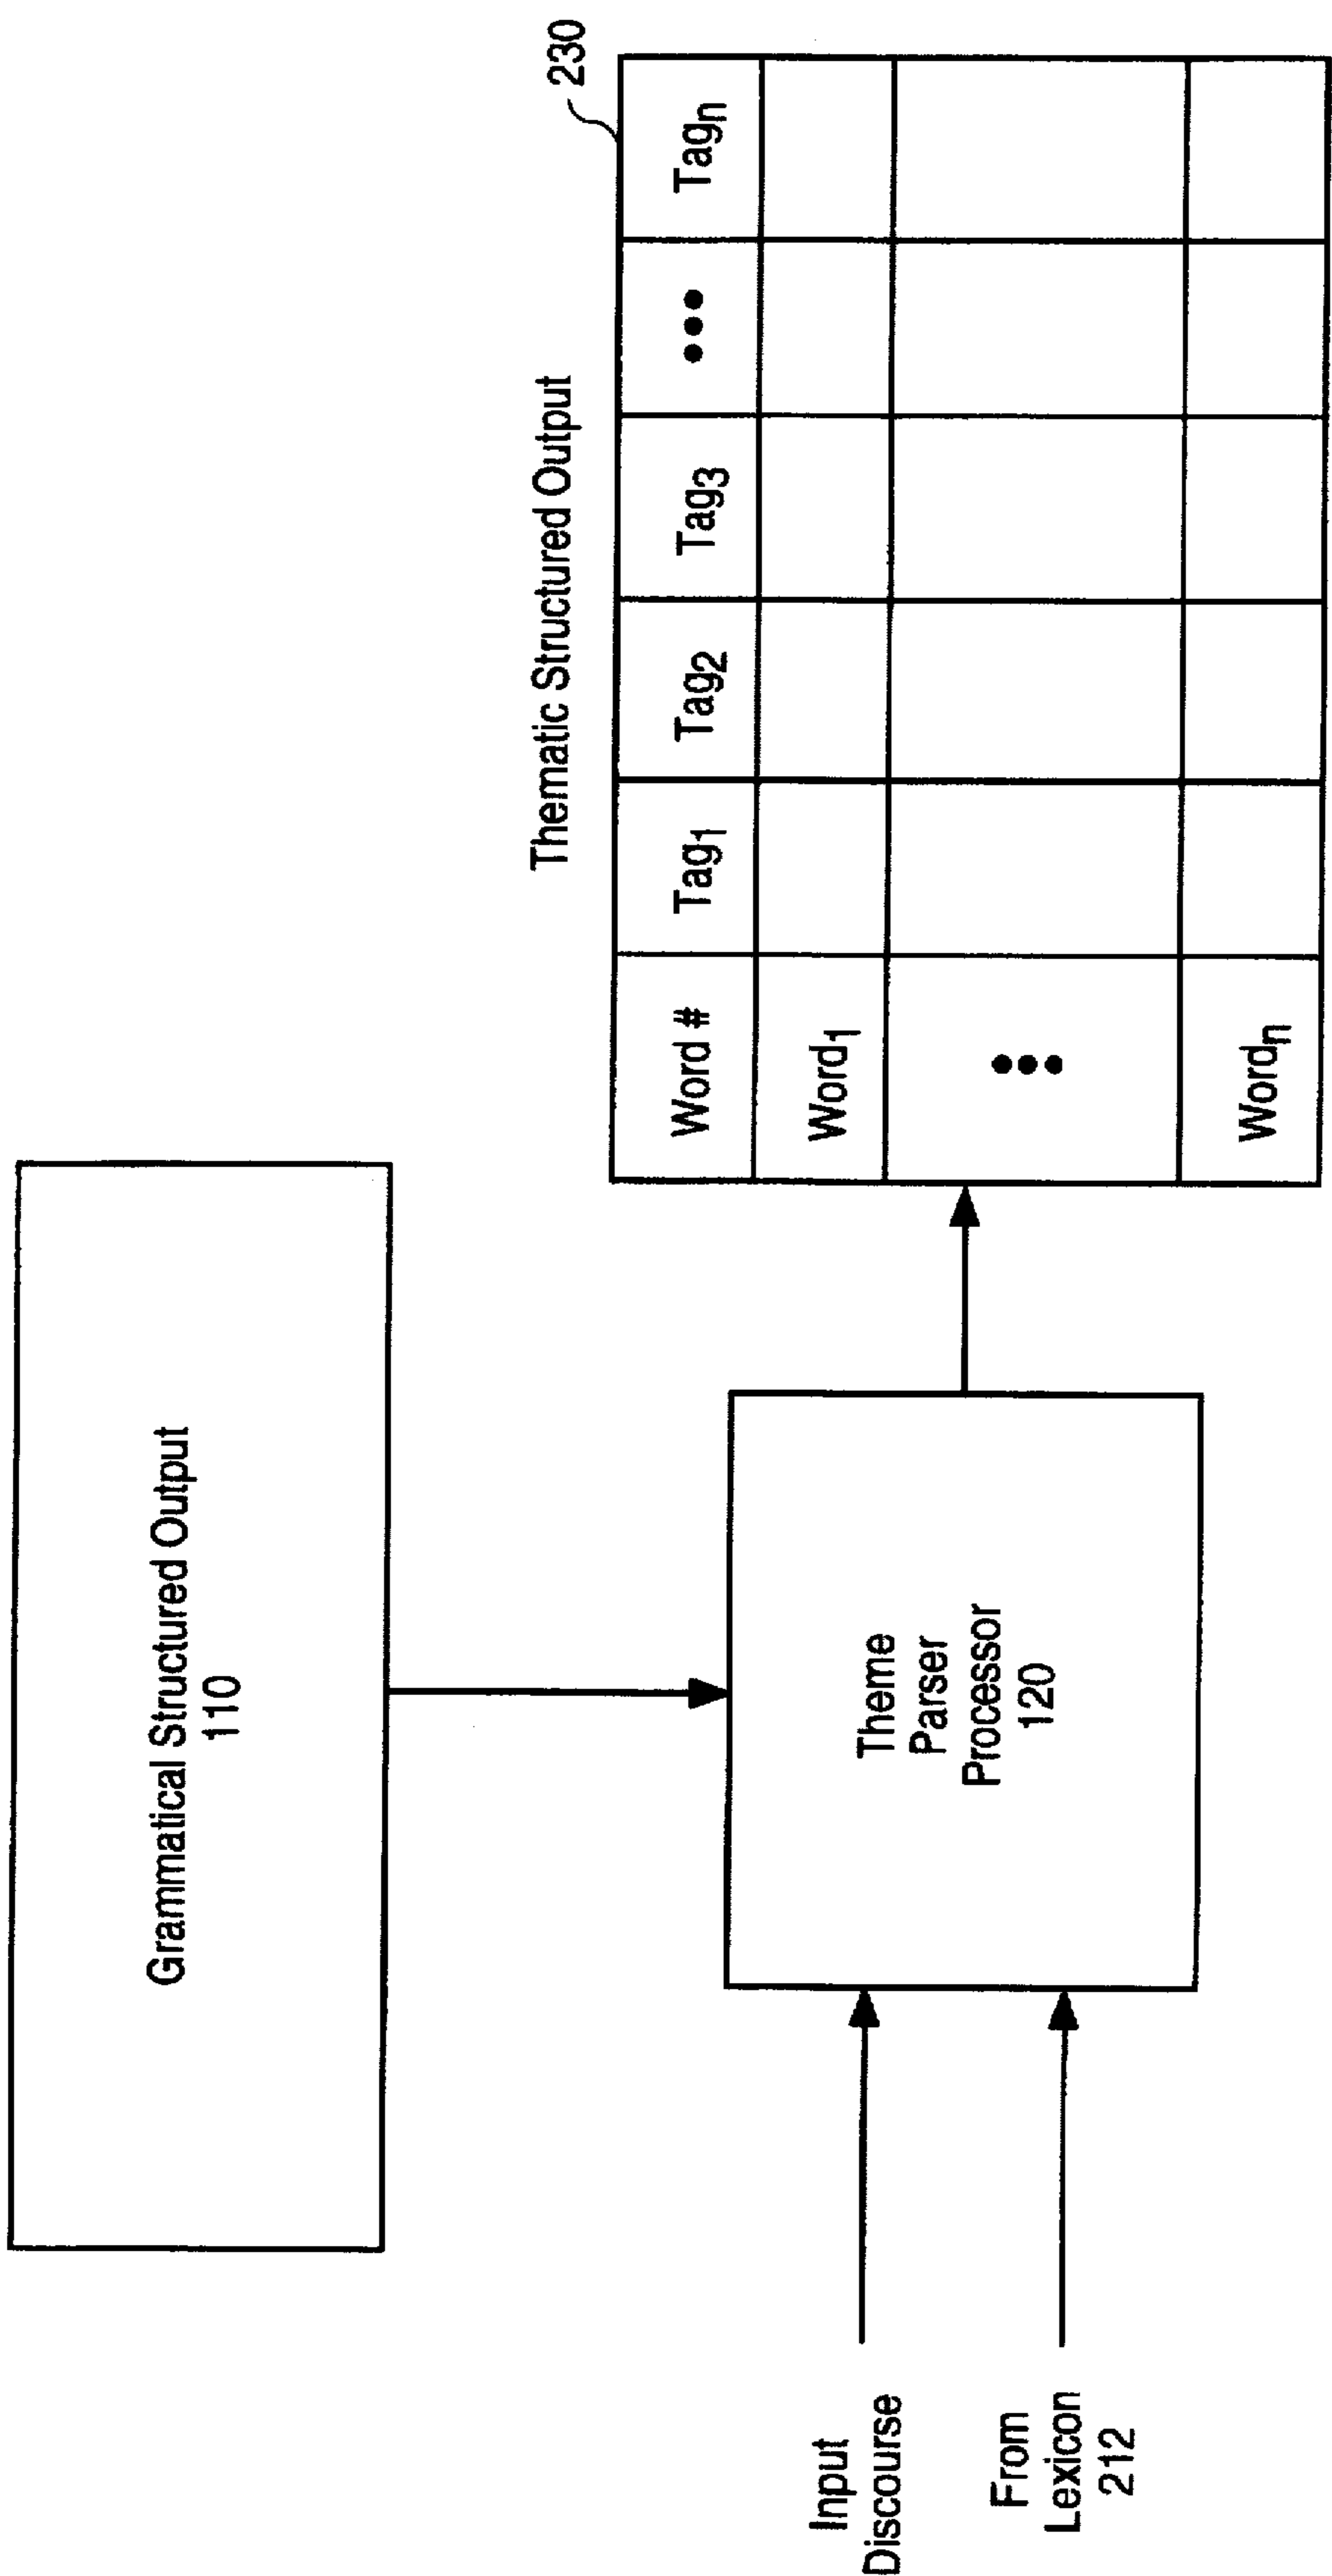 Grammatical Structured Output
110
Thematic Structured Output
230
Word # Tag1 Tag2 Tag3 ••• Tagn
Word1
•••
Wordn
Theme
Parser
Processor
120
Input
Discourse
From
Lexicon
212